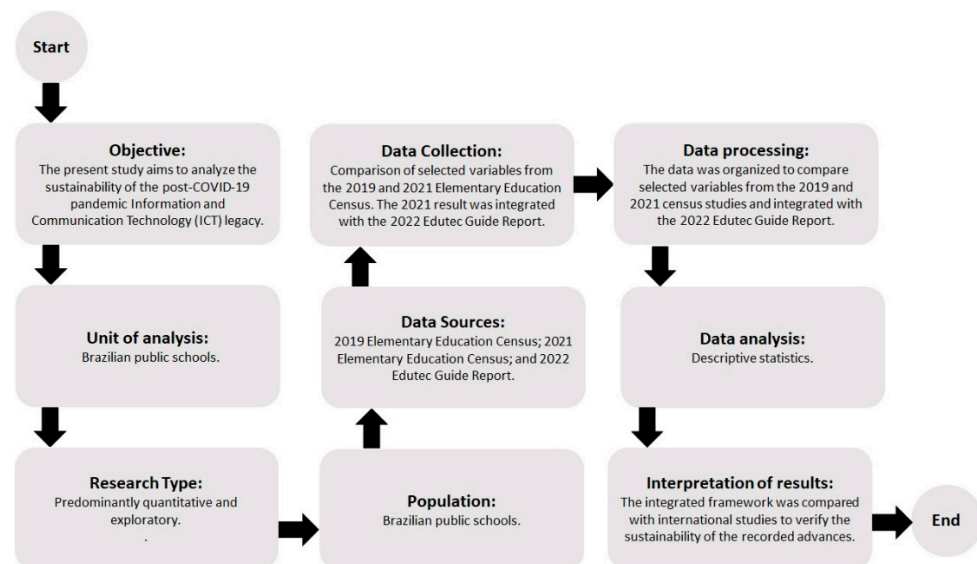 Start
Objective:
The present study aims to analyze the
sustainability of the post-COVID-19
pandemic Information and
Communication Technology (ICT) legacy.
Unit of analysis:
Brazilian public schools.
Research Type:
Predominantly quantitative and
exploratory.
.
Population:
Brazilian public schools.
Data Sources:
2019 Elementary Education Census; 2021
Elementary Education Census; and 2022
Edutec Guide Report.
Data Collection:
Comparison of selected variables from
the 2019 and 2021 Elementary Education
Census. The 2021 result was integrated
with the 2022 Edutec Guide Report.
Data processing:
The data was organized to compare
selected variables from the 2019 and
2021 census studies and integrated with
the 2022 Edutec Guide Report.
Data analysis:
Descriptive statistics.
Interpretation of results:
The integrated framework was compared
with international studies to verify the
sustainability of the recorded advances.
End